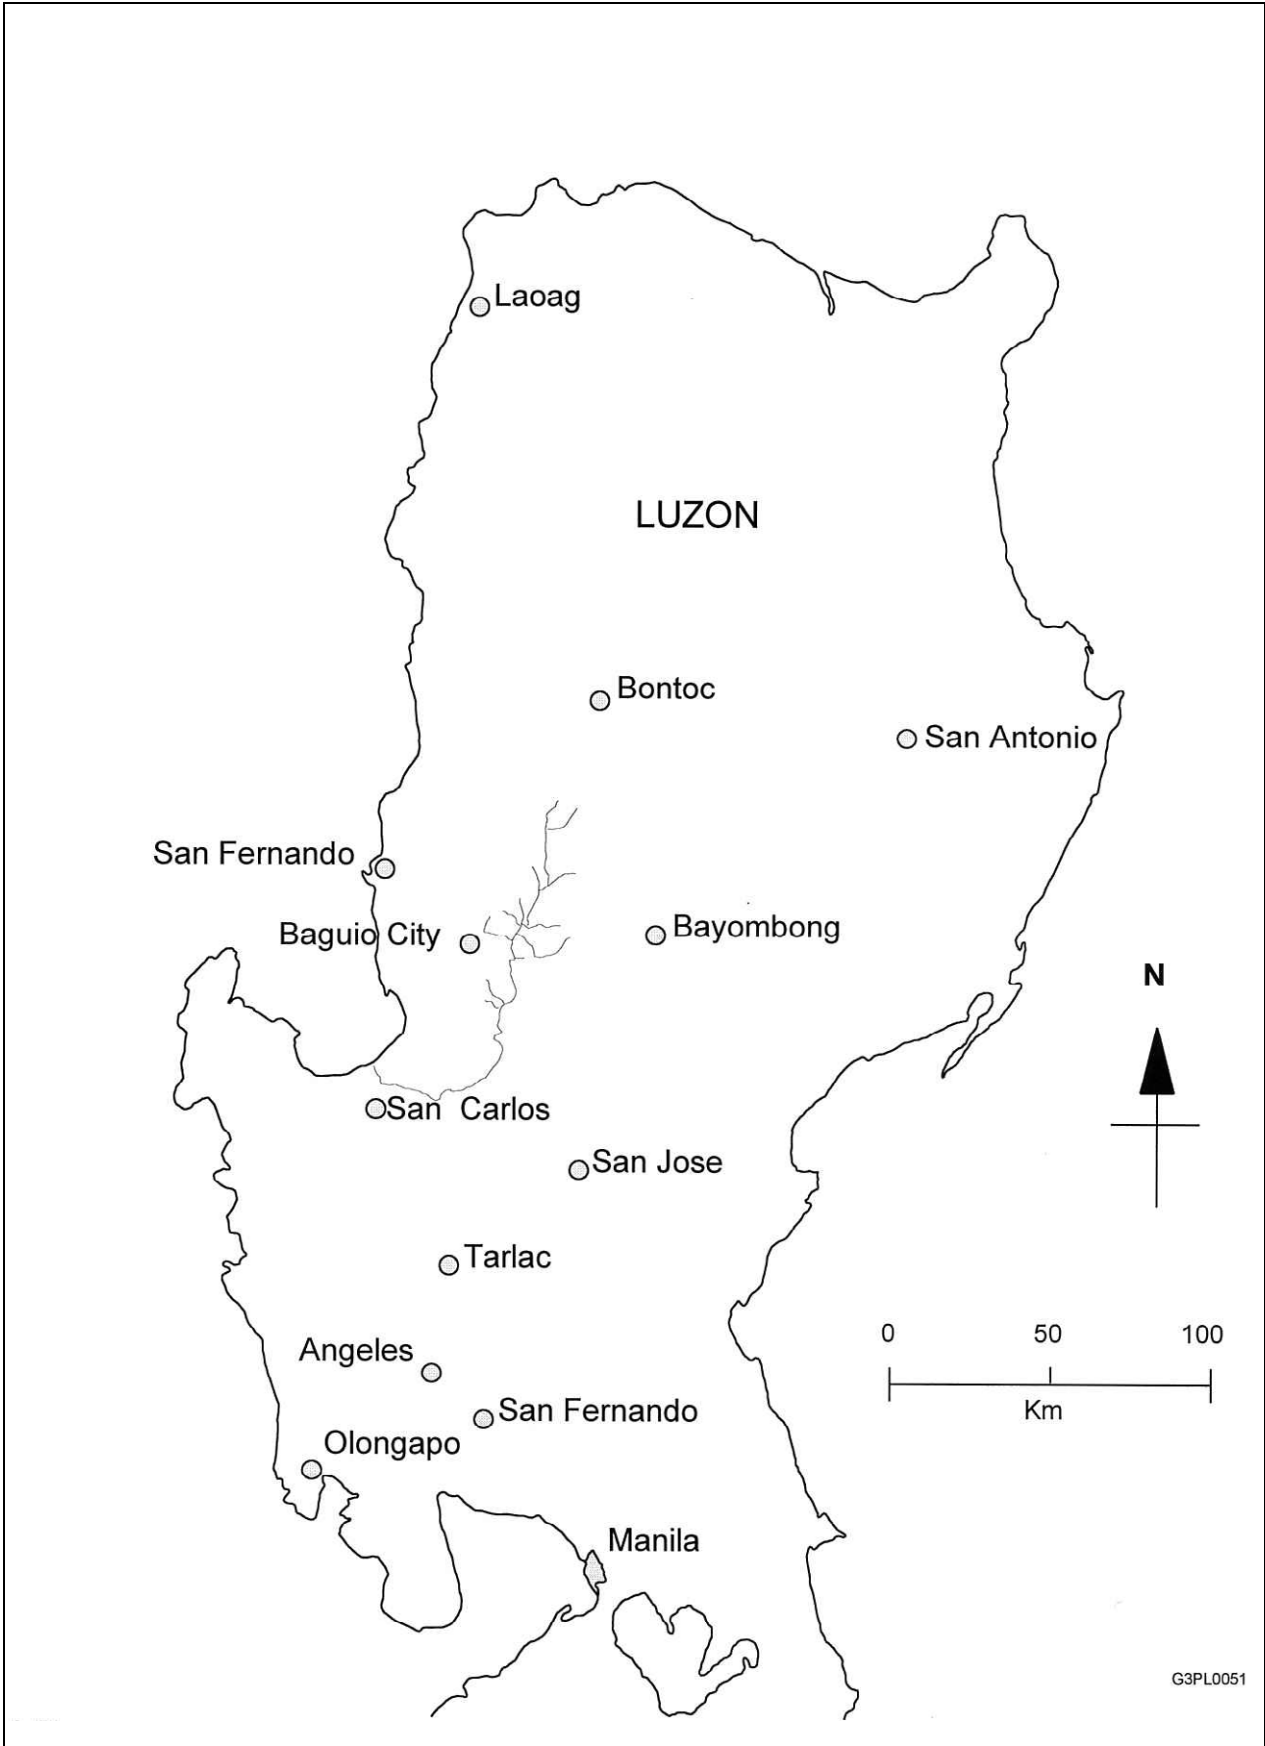 Laoag
LUZON
Bontoc
San Antonio
San Fernando
Bayombong
Baguio City
N
San Carlos
San Jose
Tarlac
0 50 100
Km
Angeles
San Fernando
Olongapo
Manila
G3PL0051